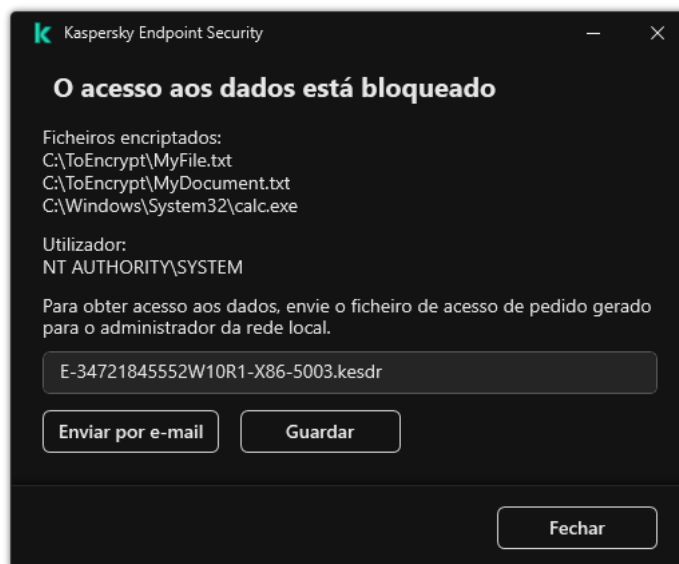 Kaspersky Endpoint Security
O acesso aos dados está bloqueado
Ficheiros encriptados:
C:\ToEncrypt\MyFile.txt
C:\ToEncrypt\MyDocument.txt
C:\Windows\System32\calc.exe
Utilizador:
NT AUTHORITY\SYSTEM
Para obter acesso aos dados, envie o ficheiro de acesso de pedido gerado
para o administrador da rede local.
E-34721845552W10R1-X86-5003.kesdr
Enviar por e-mail Guardar
Fechar